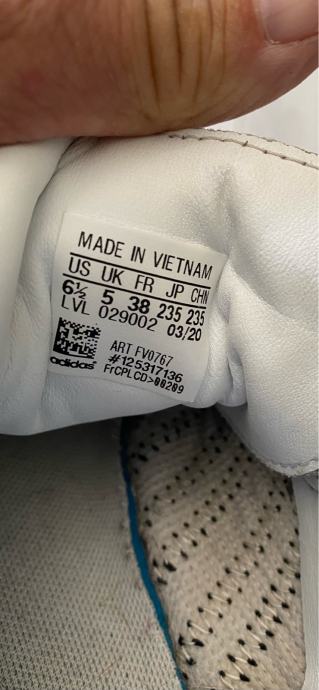 MADE IN VIETNAM
US UK FR JP CHN
6½ 5 38 235 235
LVL 029002 03/20
ART FV0767
#125317136
adidas
FrCPLCD>00209